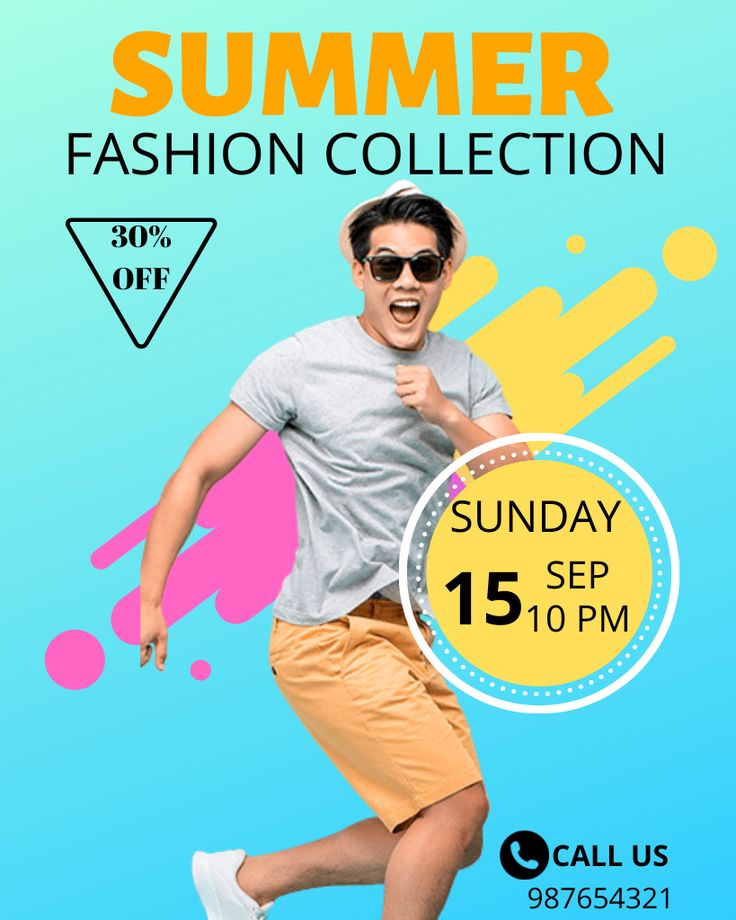 SUMMER
FASHION COLLECTION
30%
OFF
SUNDAY
15 SEP
10 PM
CALL US
987654321